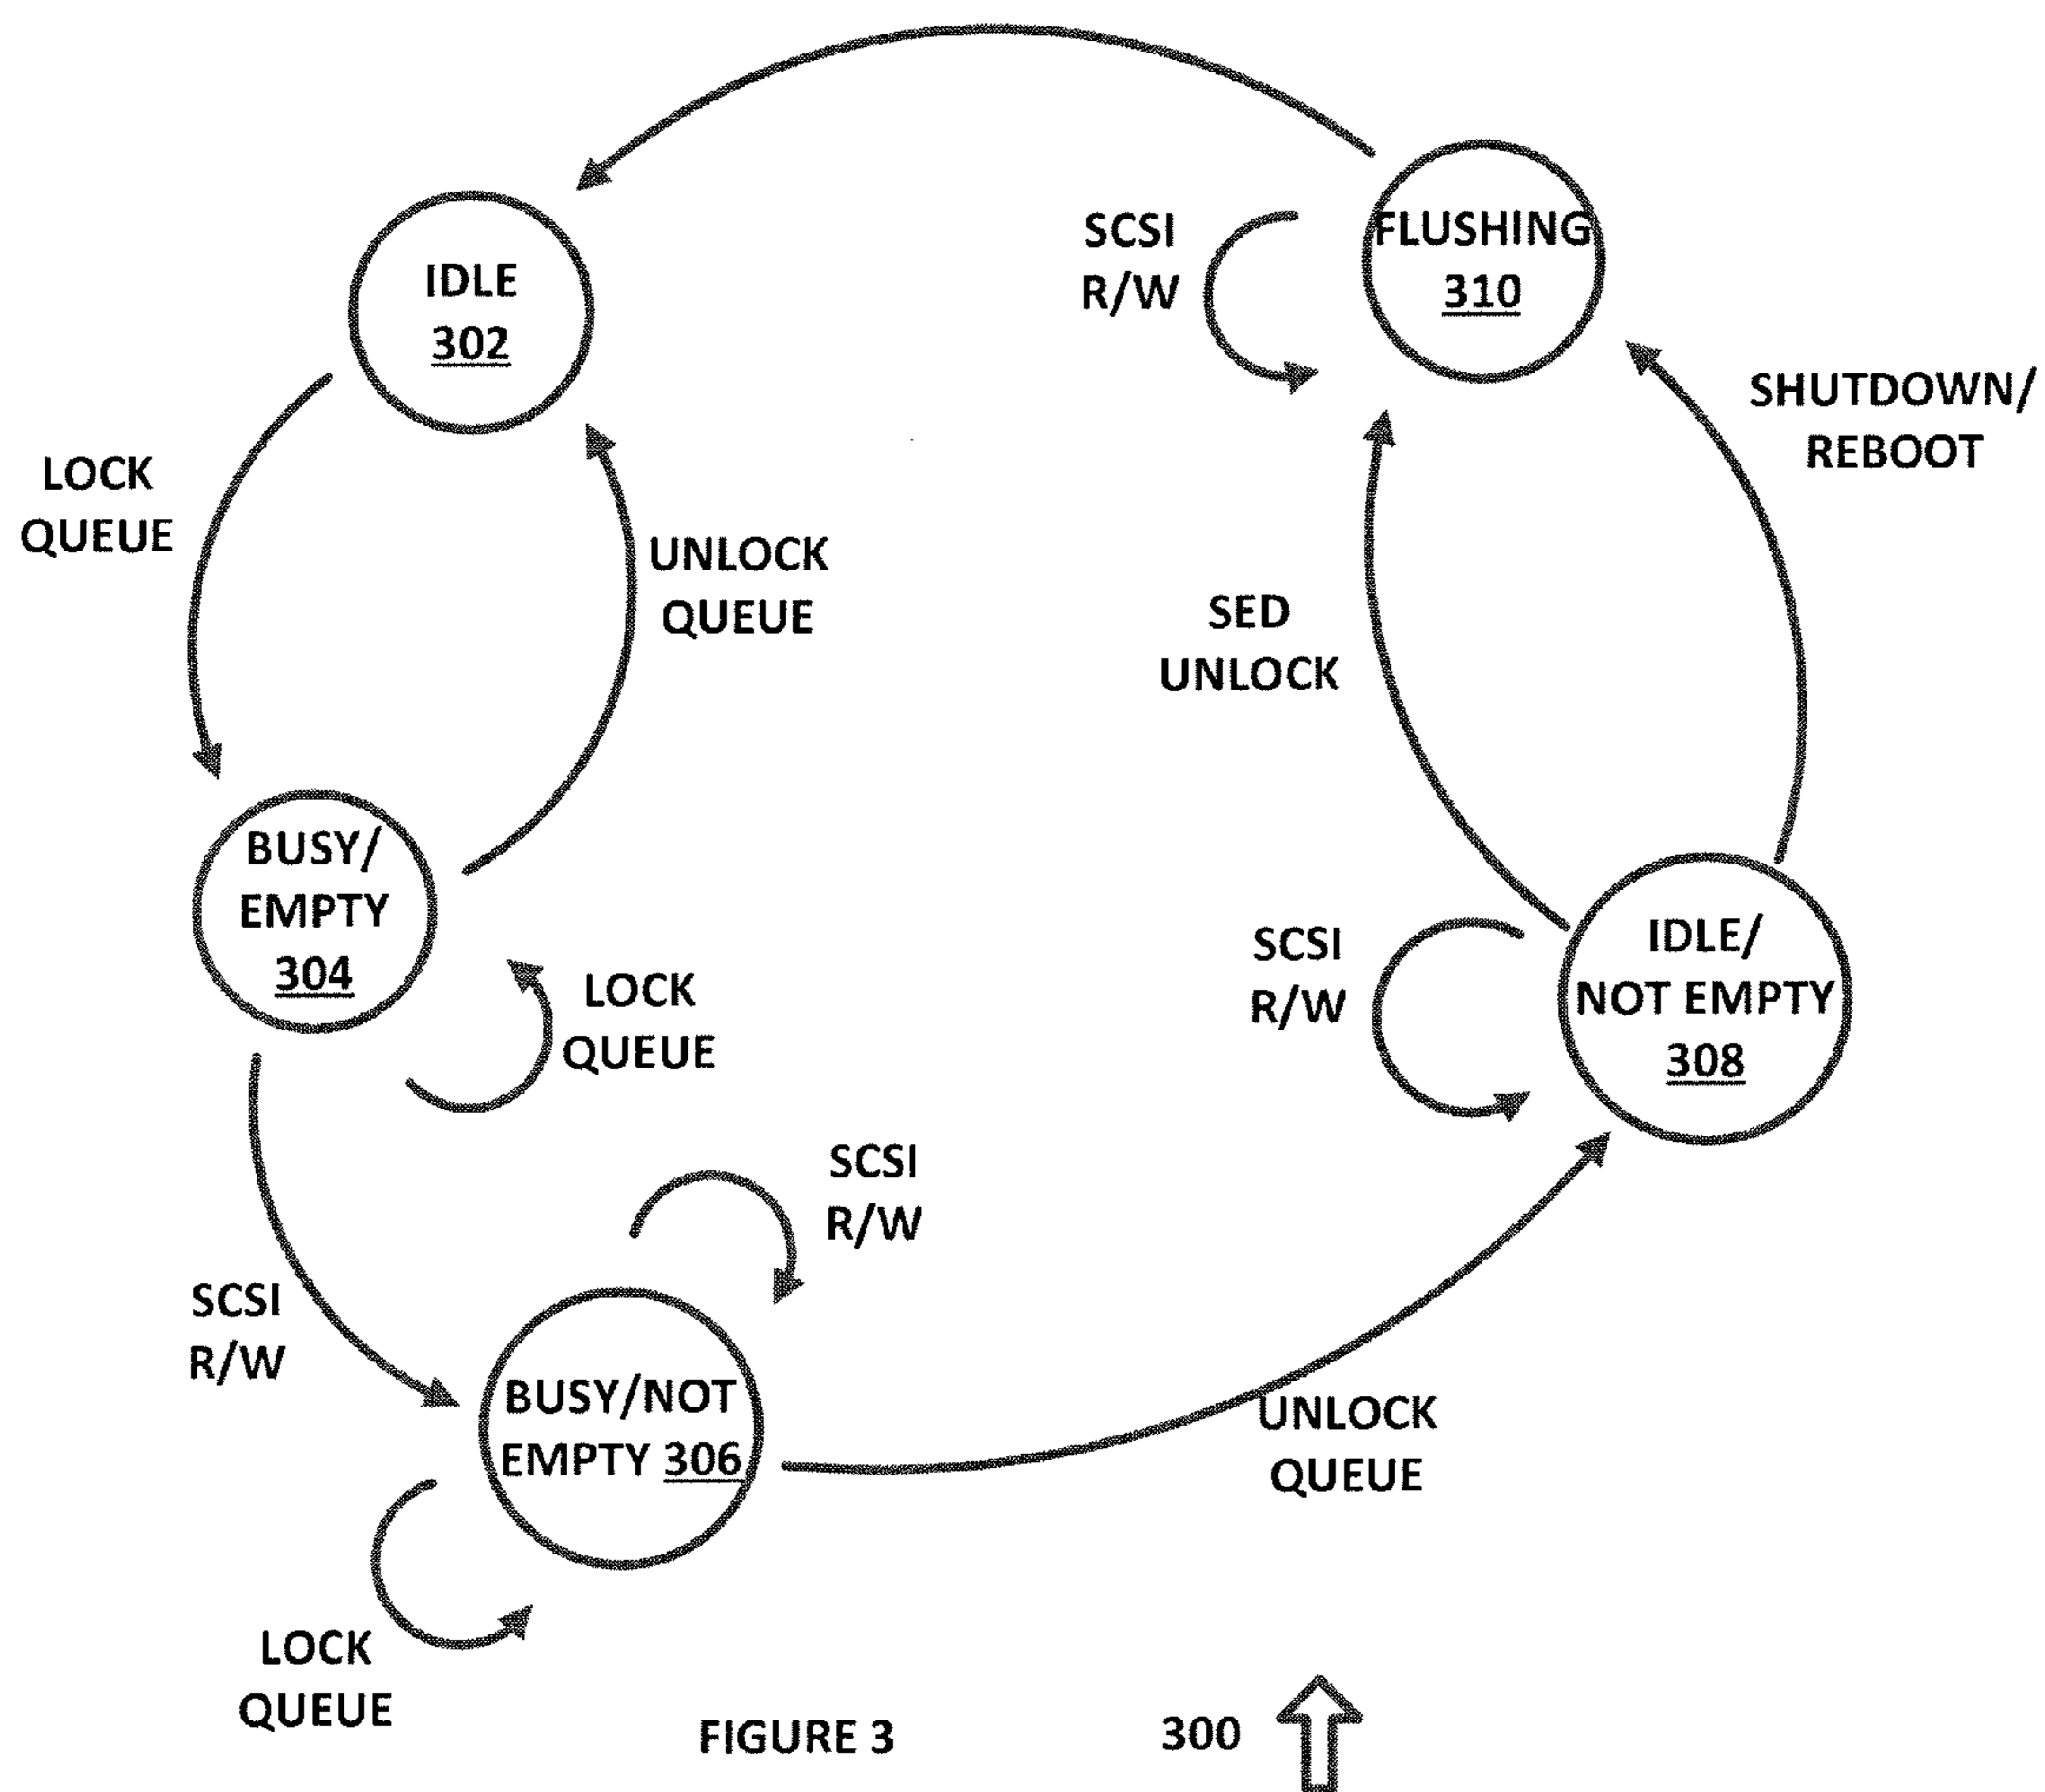 SCSI
R/W
FLUSHING
310
IDLE
302
SHUTDOWN/
REBOOT
LOCK
QUEUE
UNLOCK
QUEUE
SED
UNLOCK
BUSY/
EMPTY
304
LOCK
QUEUE
SCSI
R/W
IDLE/
NOT EMPTY
308
SCSI
R/W
SCSI
R/W
BUSY/NOT
EMPTY 306
UNLOCK
QUEUE
LOCK
QUEUE
FIGURE 3
300